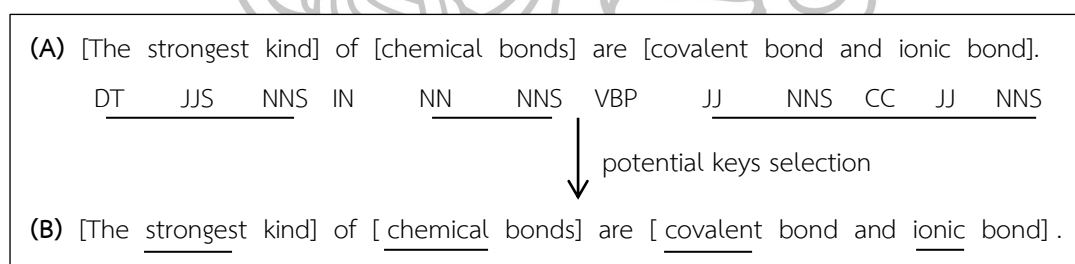 (A) [The strongest kind] of [chemical bonds] are [covalent bond and ionic bond].
DT JJS NNS IN NN NNS VBP JJ NNS CC JJ NNS
potential keys selection
(B) [The strongest kind] of [ chemical bonds] are [ covalent bond and ionic bond] .